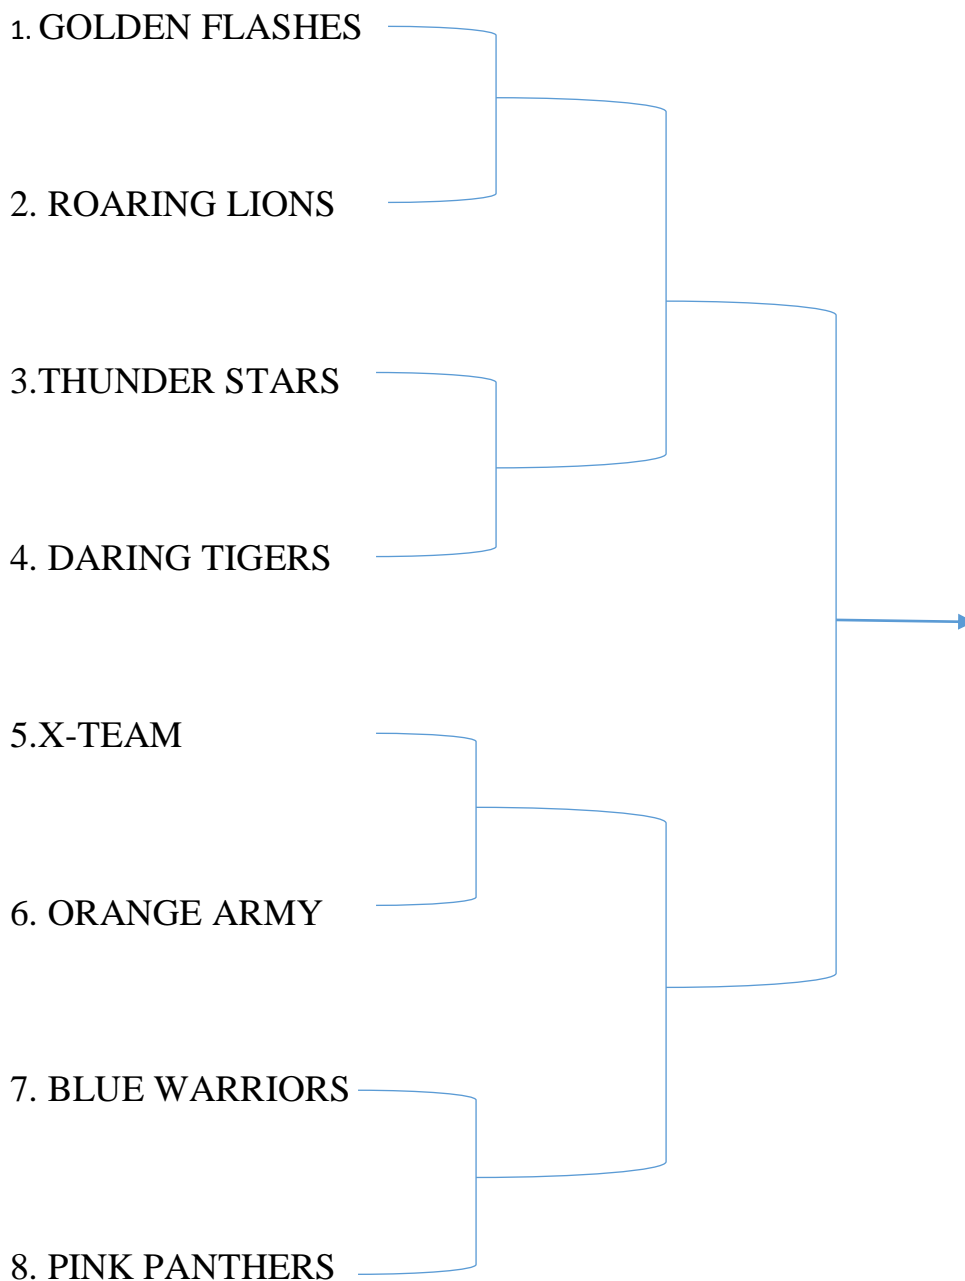 1. GOLDEN FLASHES
2. ROARING LIONS
3.THUNDER STARS
4. DARING TIGERS
5.X-TEAM
6. ORANGE ARMY
7. BLUE WARRIORS
8. PINK PANTHERS